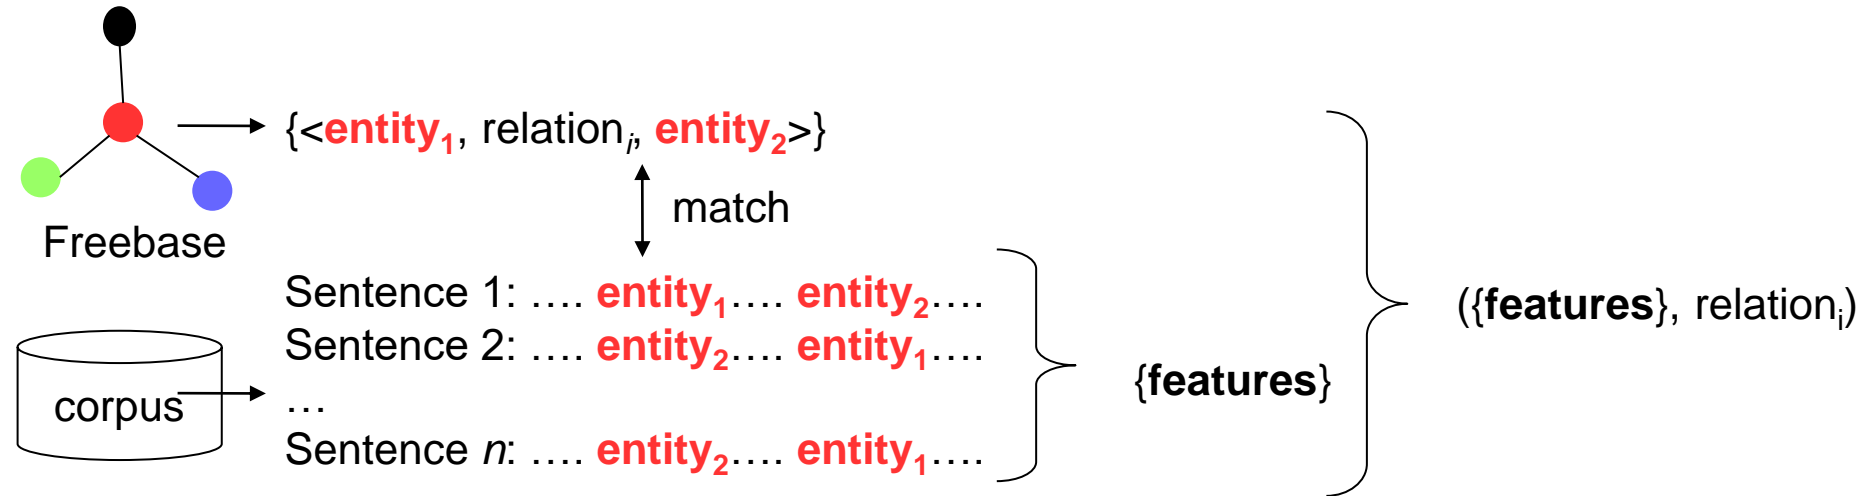 {<entity₁, relationᵢ, entity₂>}
match
Freebase
Sentence 1: …. entity₁…. entity₂….
Sentence 2: …. entity₂…. entity₁….
…
Sentence n: …. entity₂…. entity₁….
corpus
{features}
({features}, relationᵢ)